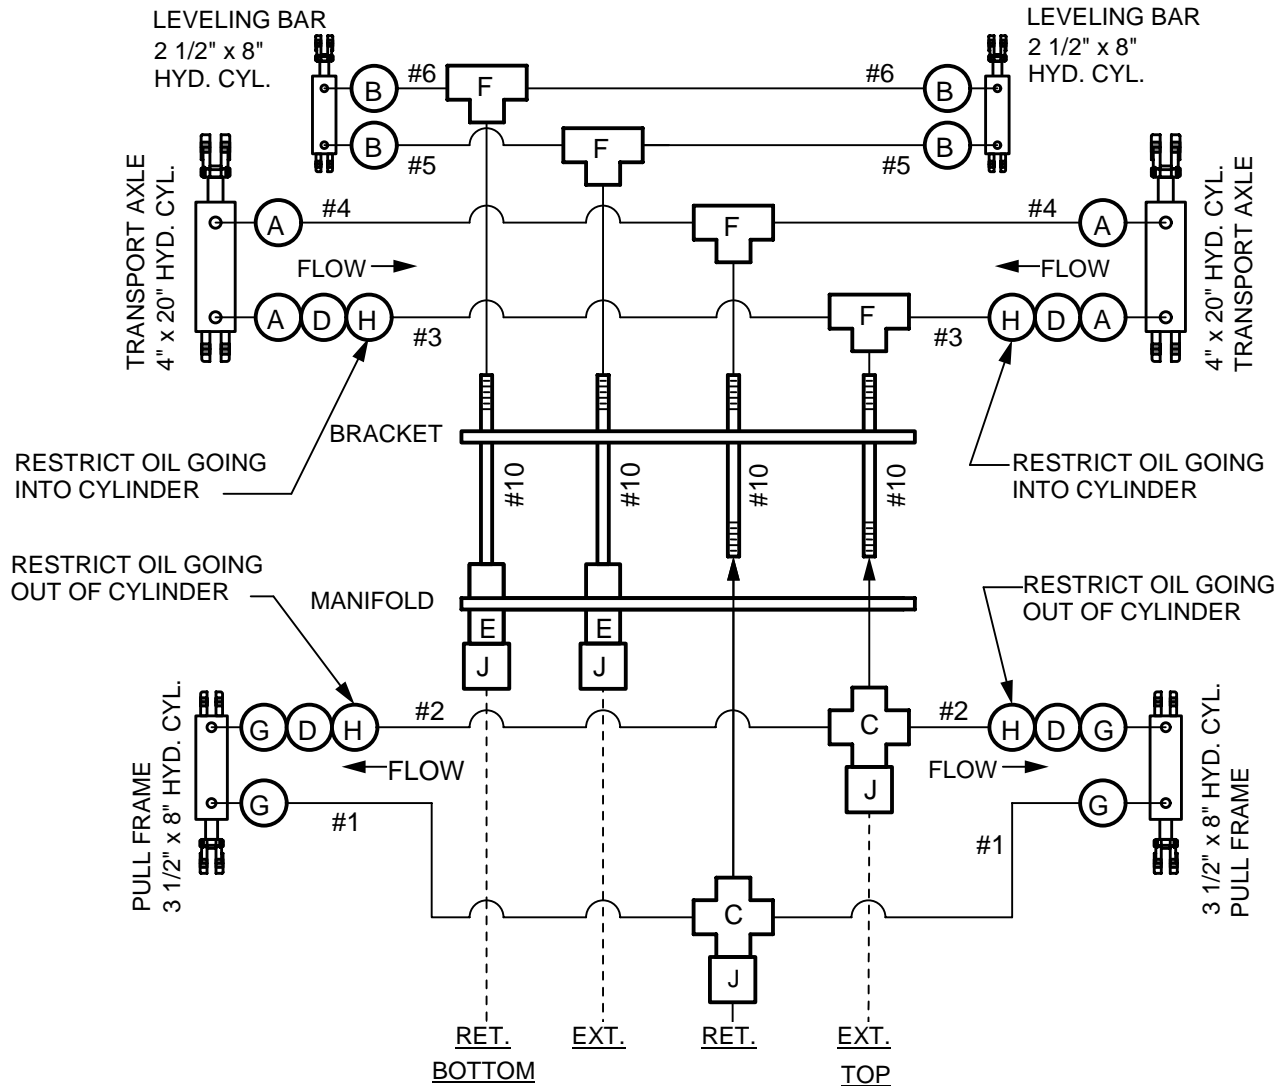 LEVELING BAR
2 1/2" x 8"
HYD. CYL.
LEVELING BAR
2 1/2" x 8"
HYD. CYL.
#6
F
#6
B
B
#5
F
#5
B
B
TRANSPORT AXLE
4" x 20" HYD. CYL.
4" x 20" HYD. CYL.
TRANSPORT AXLE
#4
#4
A
F
A
FLOW
FLOW
A D H
F
H D A
#3
#3
BRACKET
RESTRICT OIL GOING
INTO CYLINDER
RESTRICT OIL GOING
INTO CYLINDER
#10
#10
#10
#10
RESTRICT OIL GOING
OUT OF CYLINDER
RESTRICT OIL GOING
OUT OF CYLINDER
MANIFOLD
E
E
J
J
#2
#2
G D H
C
H D G
FLOW
FLOW
J
PULL FRAME
3 1/2" x 8" HYD. CYL.
3 1/2" x 8" HYD. CYL.
PULL FRAME
G
G
#1
#1
C
J
RET.
EXT.
RET.
EXT.
BOTTOM
TOP